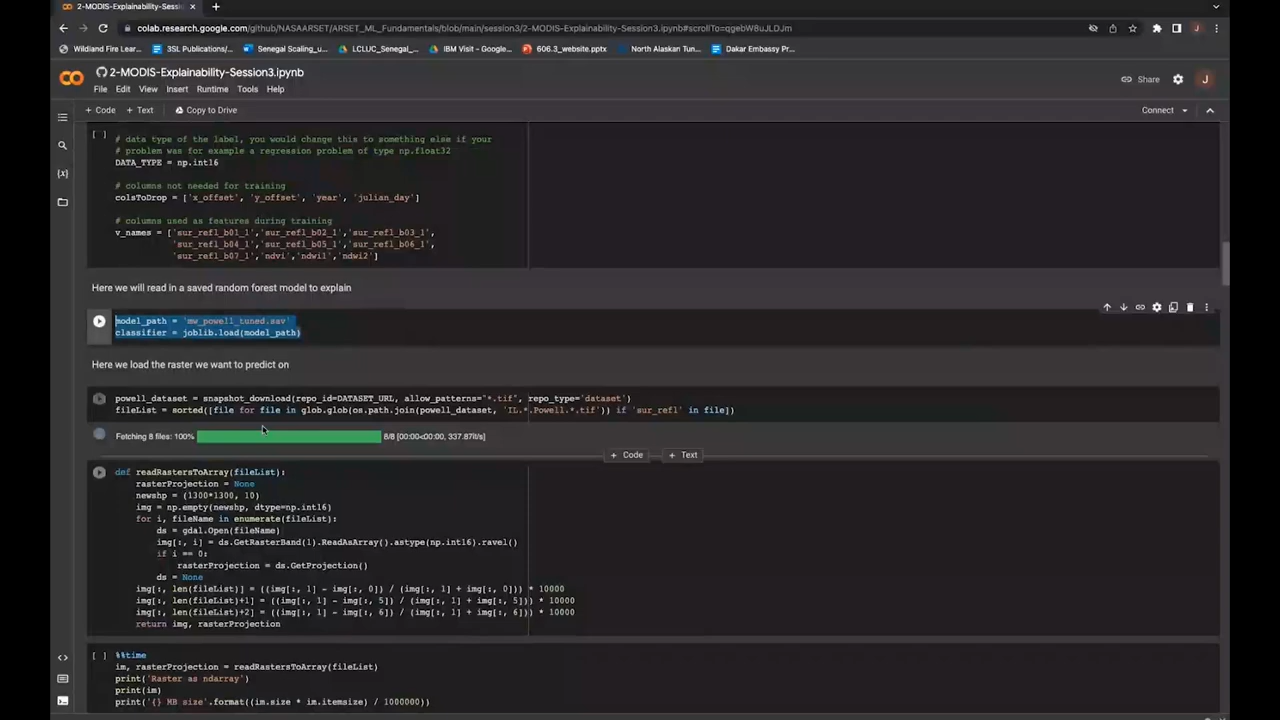 2-MODIS-Explainability-Sessi
colab.research.google.com/github/NASAARSET/ARSET_ML_Fundamentals/blob/main/session3/2-MODIS-Explainability-Session3.ipynb#scrollTo=qgebW8uJLDJm
Wildland Fire Lear... 3SL Publications/... Senegal Scaling_u... LCLUC_Senegal_... IBM Visit – Google... 606.3_website.pptx North Alaskan Tun... Dakar Embassy Pr...
2-MODIS-Explainability-Session3.ipynb
Share J
File Edit View Insert Runtime Tools Help
+ Code + Text Copy to Drive Connect
[ ] # data type of the label, you would change this to something else if your
# problem was for example a regression problem of type np.float32
DATA_TYPE = np.int16
# columns not needed for training
colsToDrop = ['x_offset', 'y_offset', 'year', 'julian_day']
# columns used as features during training
v_names = ['sur_refl_b01_1','sur_refl_b02_1','sur_refl_b03_1',
'sur_refl_b04_1','sur_refl_b05_1','sur_refl_b06_1',
'sur_refl_b07_1','ndvi','ndwi1','ndwi2']
Here we will read in a saved random forest model to explain
model_path = 'mw_powell_tuned.sav'
classifier = joblib.load(model_path)
Here we load the raster we want to predict on
powell_dataset = snapshot_download(repo_id=DATASET_URL, allow_patterns="*.tif", repo_type='dataset')
fileList = sorted([file for file in glob.glob(os.path.join(powell_dataset, 'IL.*.Powell.*.tif')) if 'sur_refl' in file])
Fetching 8 files: 100% 8/8 [00:00<00:00, 337.87it/s]
+ Code + Text
def readRastersToArray(fileList):
rasterProjection = None
newshp = (1300*1300, 10)
img = np.empty(newshp, dtype=np.int16)
for i, fileName in enumerate(fileList):
ds = gdal.Open(fileName)
img[:, i] = ds.GetRasterBand(1).ReadAsArray().astype(np.int16).ravel()
if i == 0:
rasterProjection = ds.GetProjection()
ds = None
img[:, len(fileList)] = ((img[:, 1] - img[:, 0]) / (img[:, 1] + img[:, 0])) * 10000
img[:, len(fileList)+1] = ((img[:, 1] - img[:, 5]) / (img[:, 1] + img[:, 5])) * 10000
img[:, len(fileList)+2] = ((img[:, 1] - img[:, 6]) / (img[:, 1] + img[:, 6])) * 10000
return img, rasterProjection
[ ] %%time
im, rasterProjection = readRastersToArray(fileList)
print('Raster as ndarray')
print(im)
print('{} MB size'.format((im.size * im.itemsize) / 1000000))